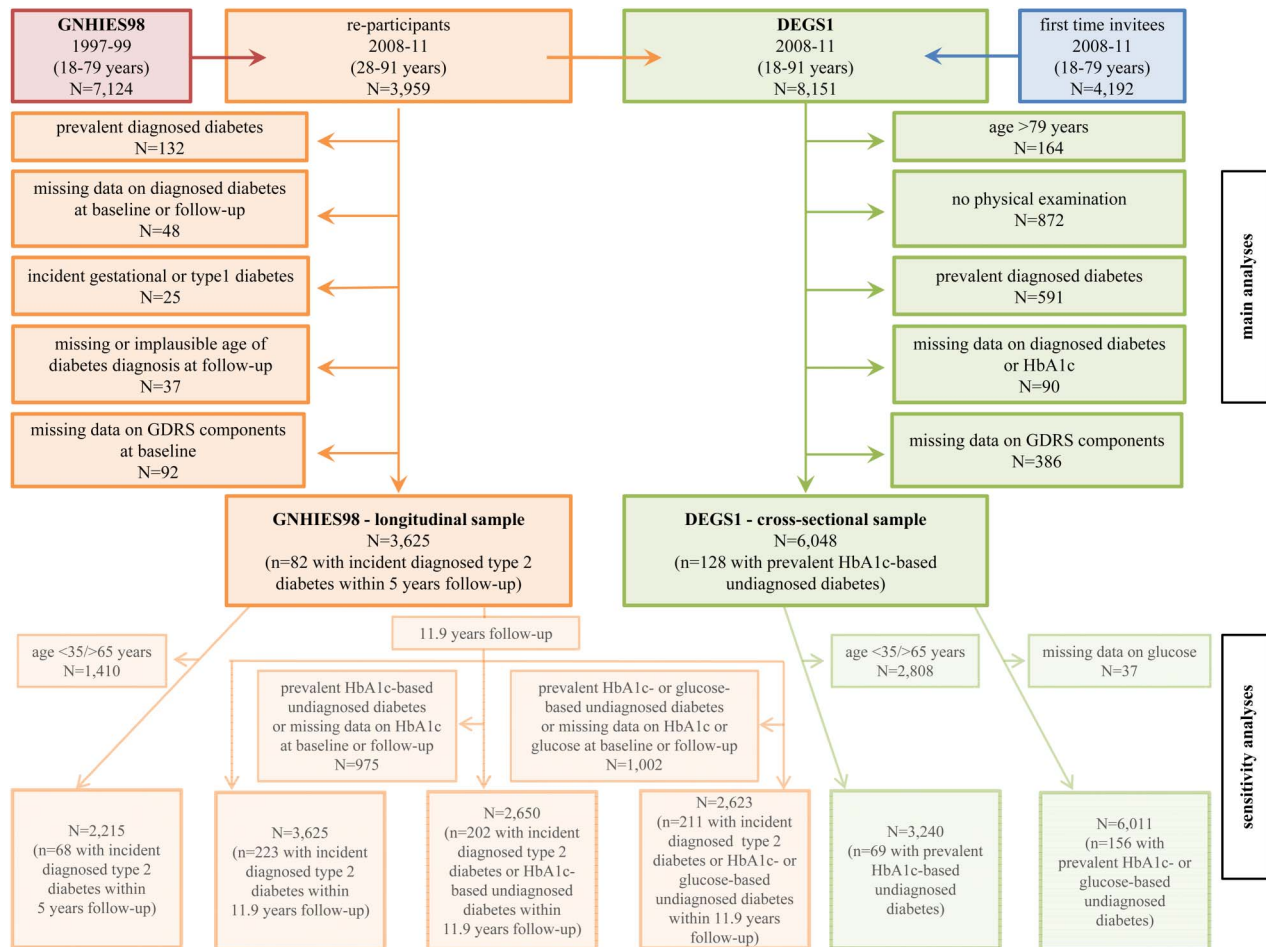 GNHIES98
1997-99
(18-79 years)
N=7,124
re-participants
2008-11
(28-91 years)
N=3,959
DEGS1
2008-11
(18-91 years)
N=8,151
first time invitees
2008-11
(18-79 years)
N=4,192
prevalent diagnosed diabetes
N=132
missing data on diagnosed diabetes
at baseline or follow-up
N=48
incident gestational or type1 diabetes
N=25
missing or implausible age of
diabetes diagnosis at follow-up
N=37
missing data on GDRS components
at baseline
N=92
age >79 years
N=164
no physical examination
N=872
prevalent diagnosed diabetes
N=591
missing data on diagnosed diabetes
or HbA1c
N=90
missing data on GDRS components
N=386
main analyses
GNHIES98 - longitudinal sample
N=3,625
(n=82 with incident diagnosed type 2
diabetes within 5 years follow-up)
DEGS1 - cross-sectional sample
N=6,048
(n=128 with prevalent HbA1c-based
undiagnosed diabetes)
age <35/>65 years
N=1,410
11.9 years follow-up
prevalent HbA1c-based
undiagnosed diabetes
or missing data on HbA1c
at baseline or follow-up
N=975
prevalent HbA1c- or glucose-
based undiagnosed diabetes
or missing data on HbA1c or
glucose at baseline or follow-up
N=1,002
age <35/>65 years
N=2,808
missing data on glucose
N=37
sensitivity analyses
N=2,215
(n=68 with incident
diagnosed type 2
diabetes within
5 years follow-up)
N=3,625
(n=223 with incident
diagnosed type 2
diabetes within
11.9 years follow-up)
N=2,650
(n=202 with incident
diagnosed type 2
diabetes or HbA1c-
based undiagnosed
diabetes within
11.9 years follow-up)
N=2,623
(n=211 with incident
diagnosed type 2
diabetes or HbA1c- or
glucose-based
undiagnosed diabetes
within 11.9 years
follow-up)
N=3,240
(n=69 with prevalent
HbA1c-based
undiagnosed
diabetes)
N=6,011
(n=156 with
prevalent HbA1c- or
glucose-based
undiagnosed
diabetes)